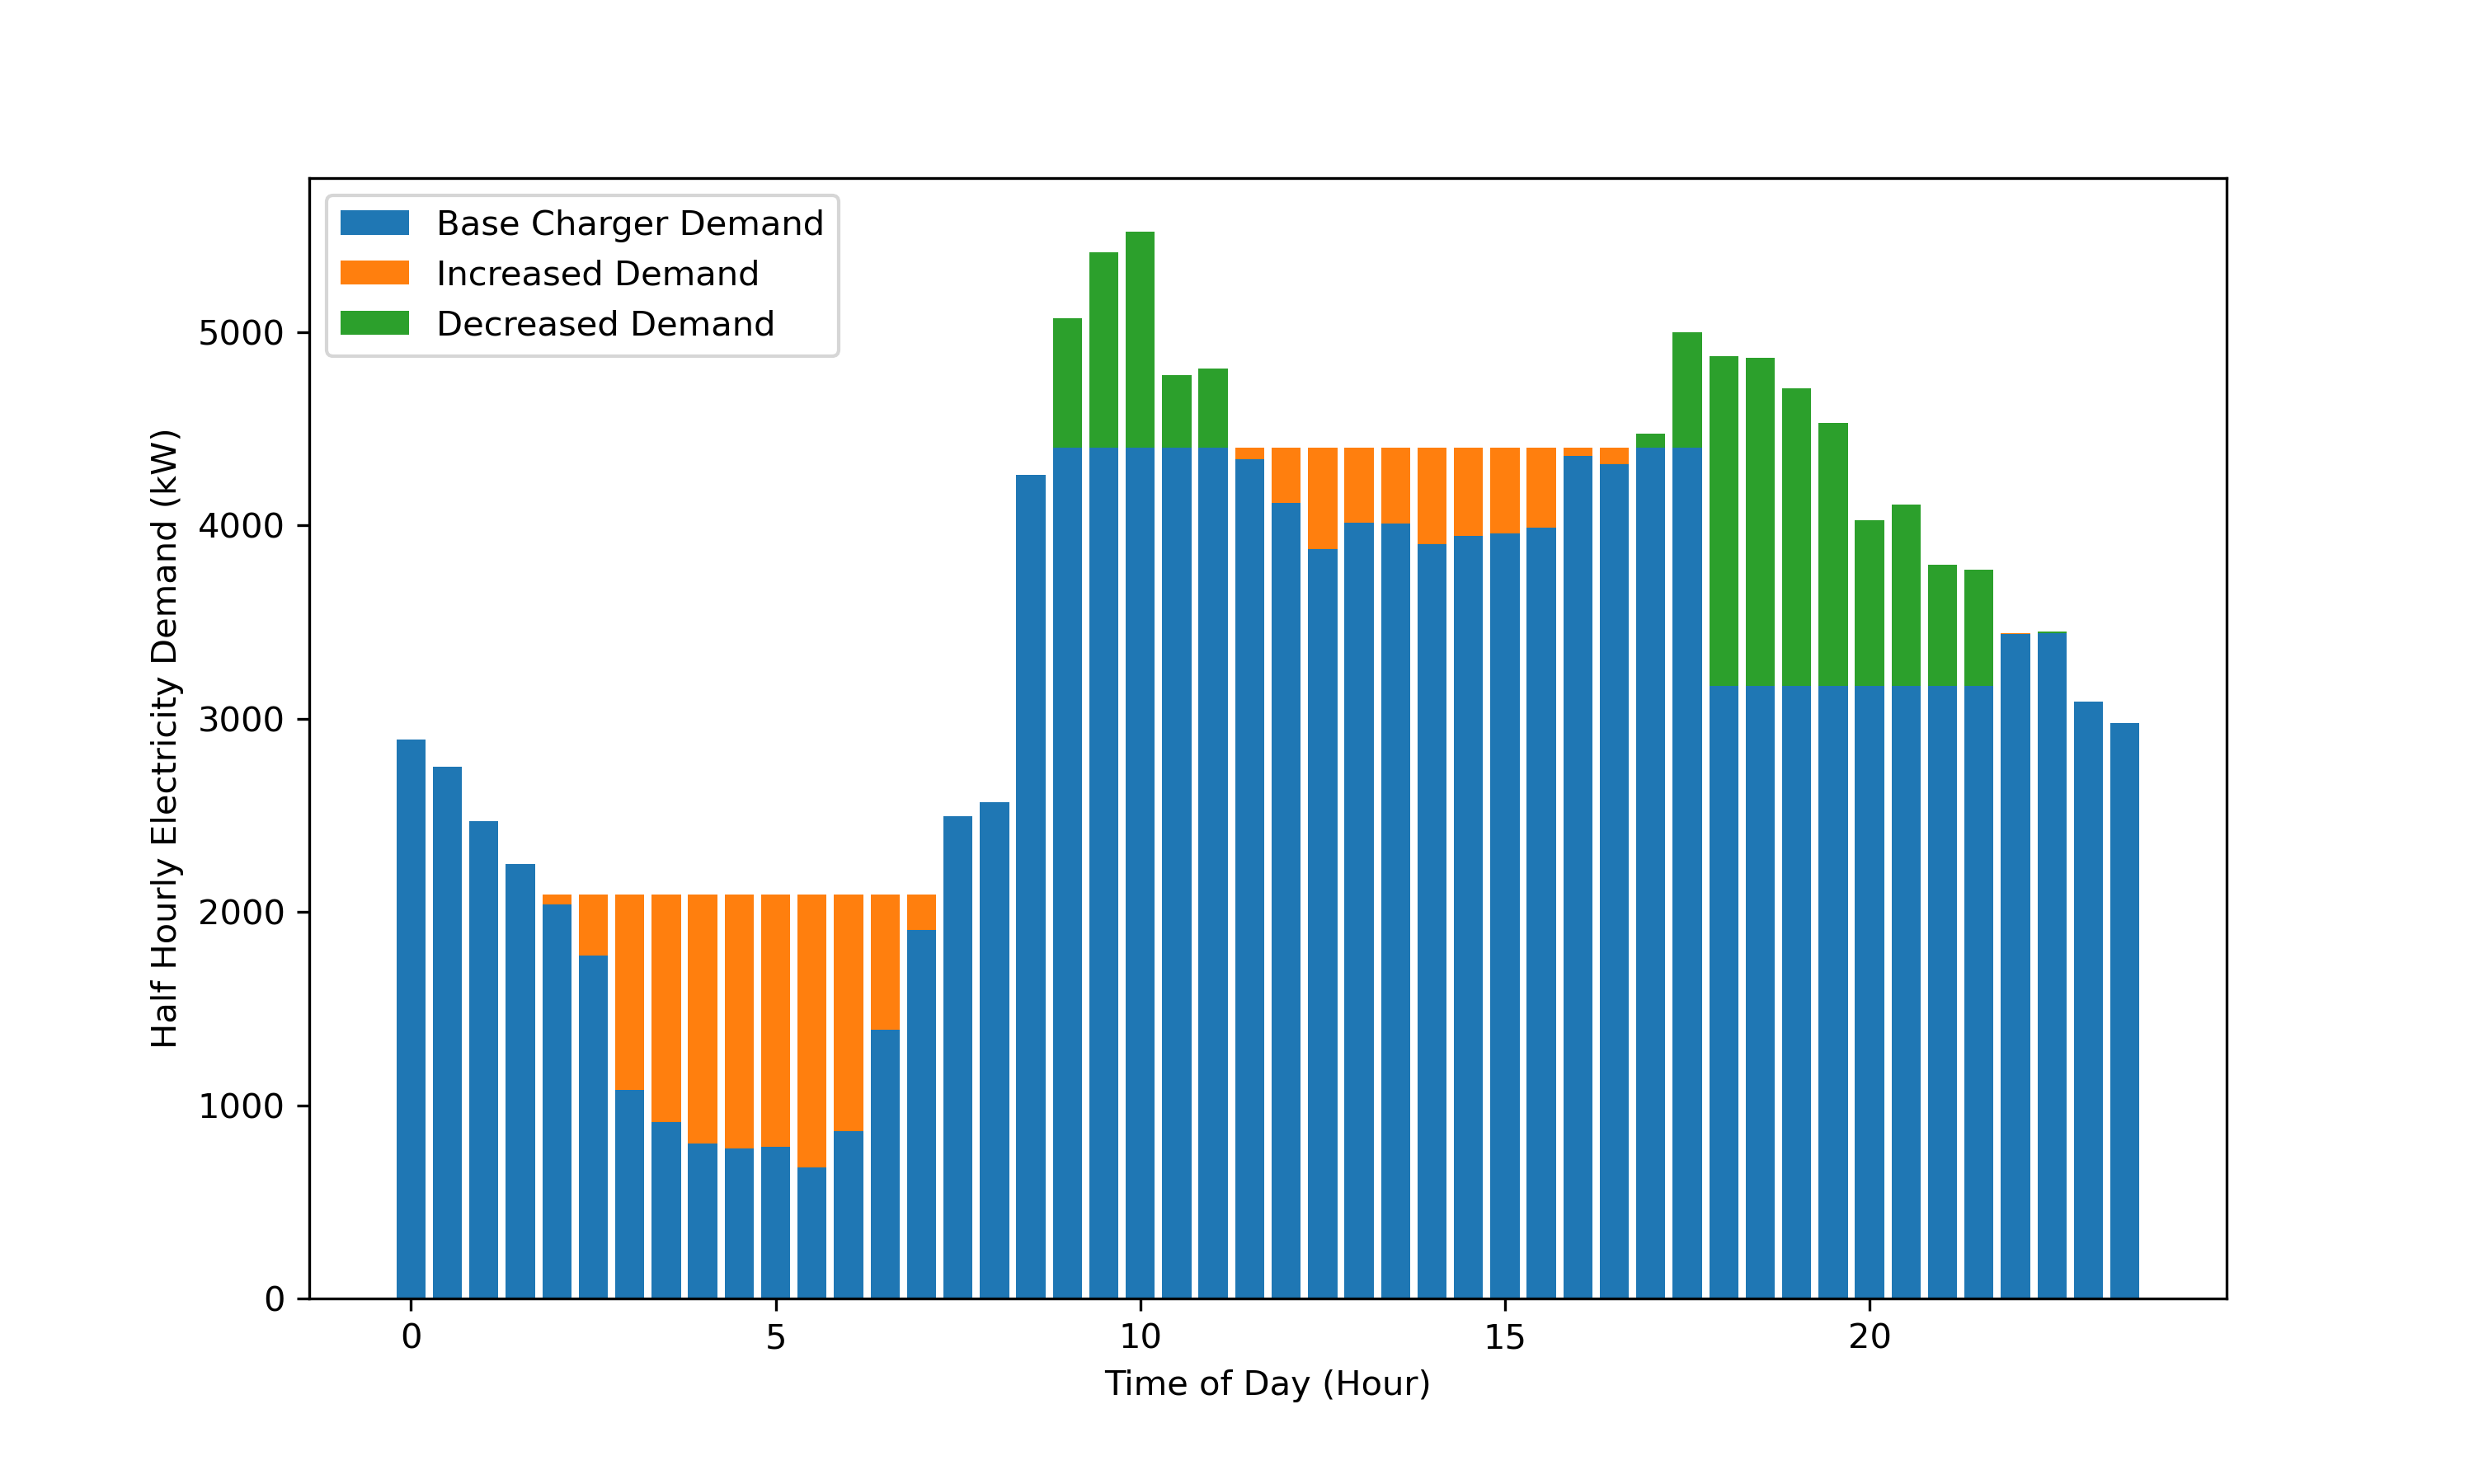 Base Charger Demand
Increased Demand
Decreased Demand
Half Hourly Electricity Demand (kW)
5000
4000
3000
2000
1000
0
0 5 10 15 20
Time of Day (Hour)